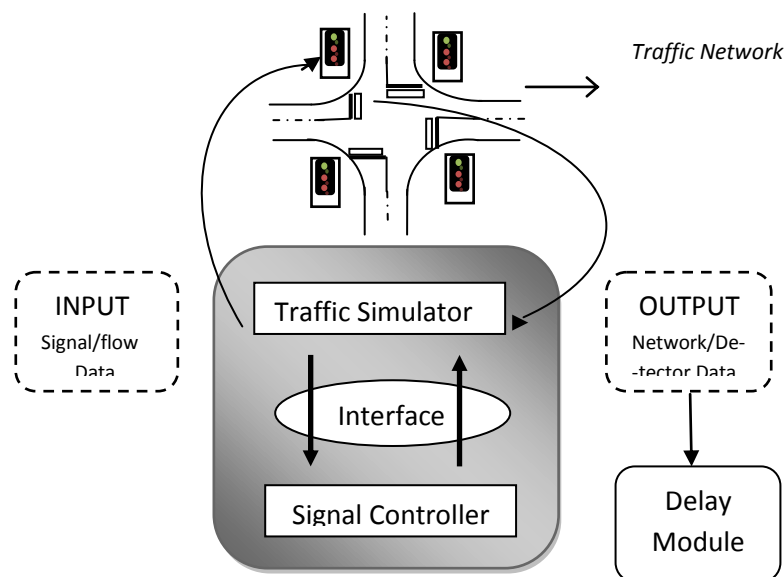 Traffic Network
INPUT
Signal/flow
Data
Traffic Simulator
OUTPUT
Network/De-
-tector Data
Interface
Signal Controller
Delay
Module